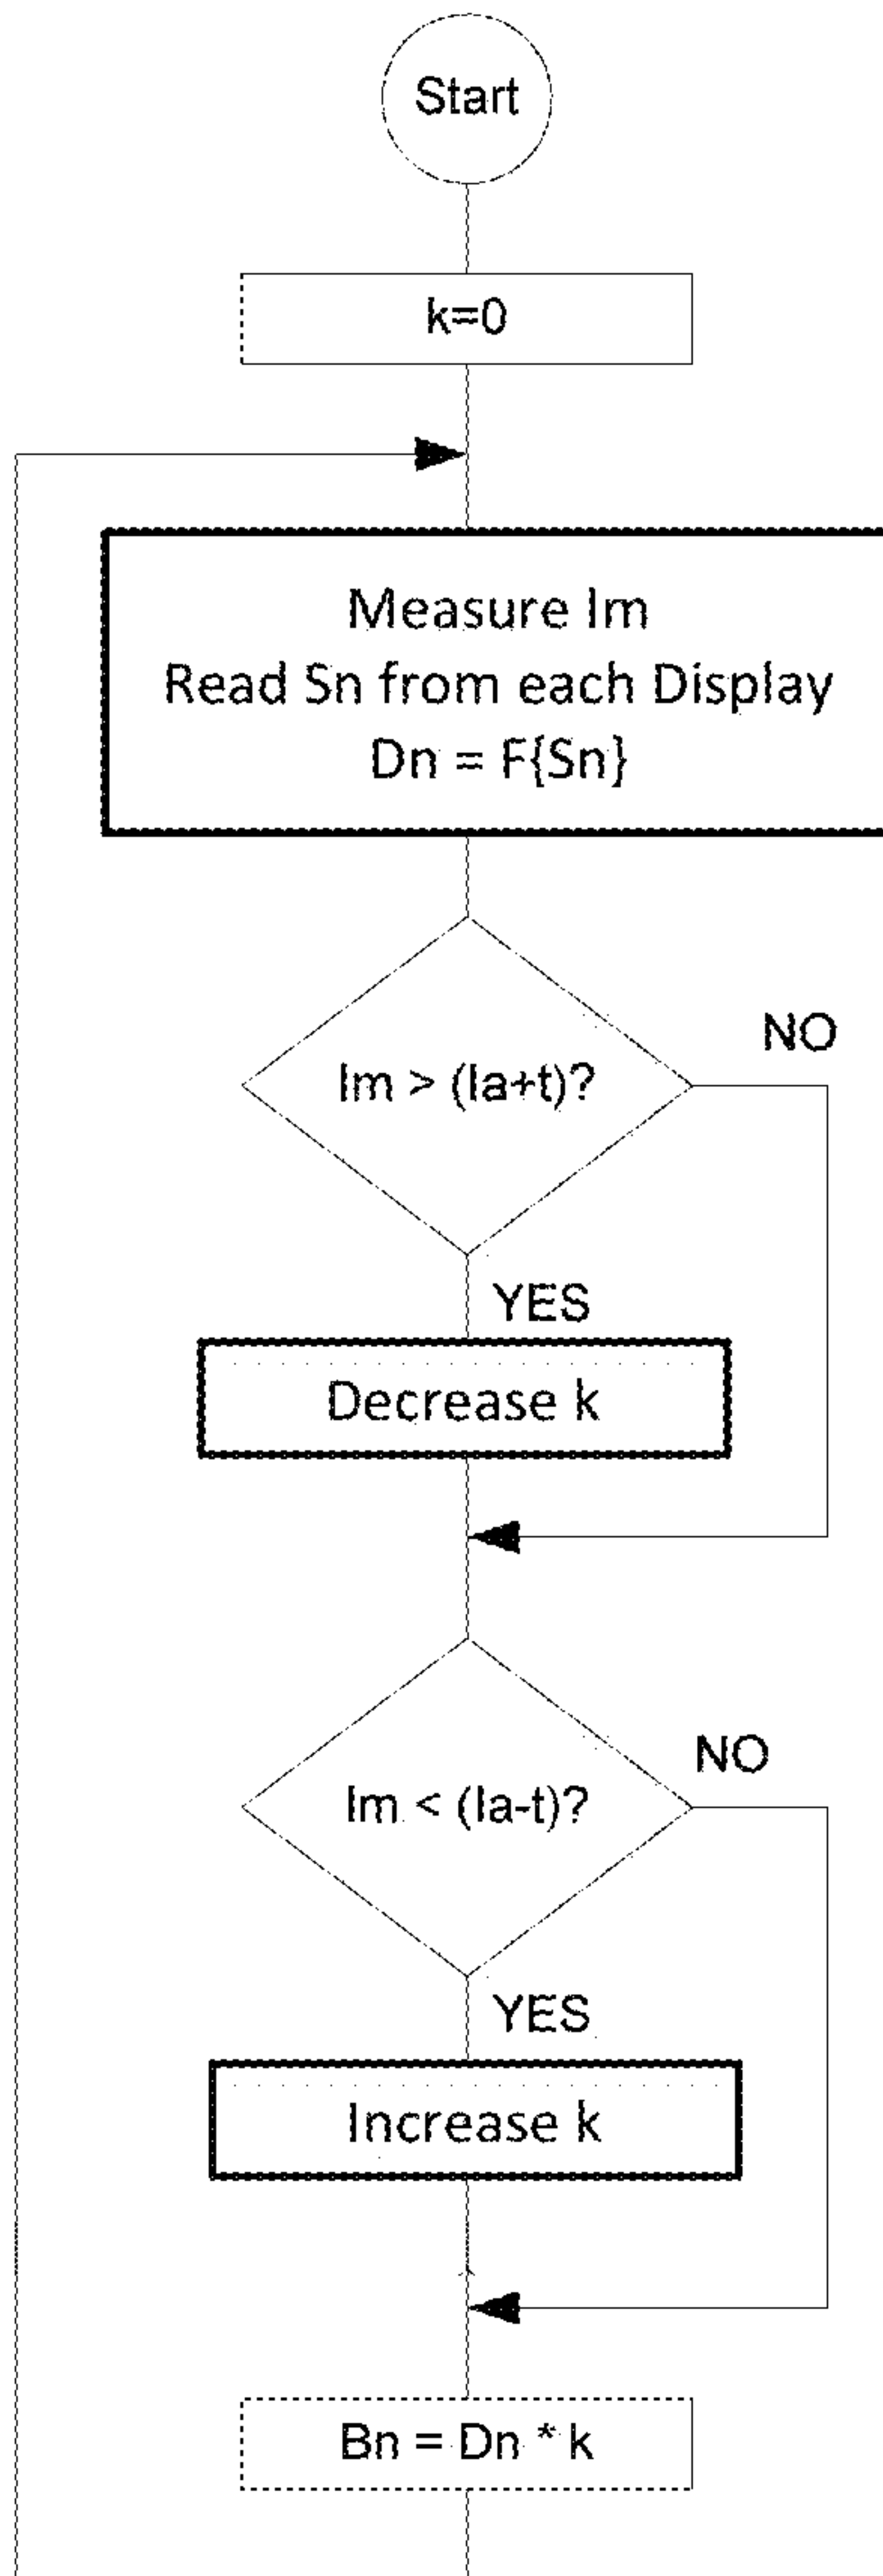 Start
k=0
Measure Im
Read Sn from each Display
Dn = F{Sn}
NO
Im > (Ia+t)?
YES
Decrease k
NO
Im < (Ia-t)?
YES
Increase k
Bn = Dn * k